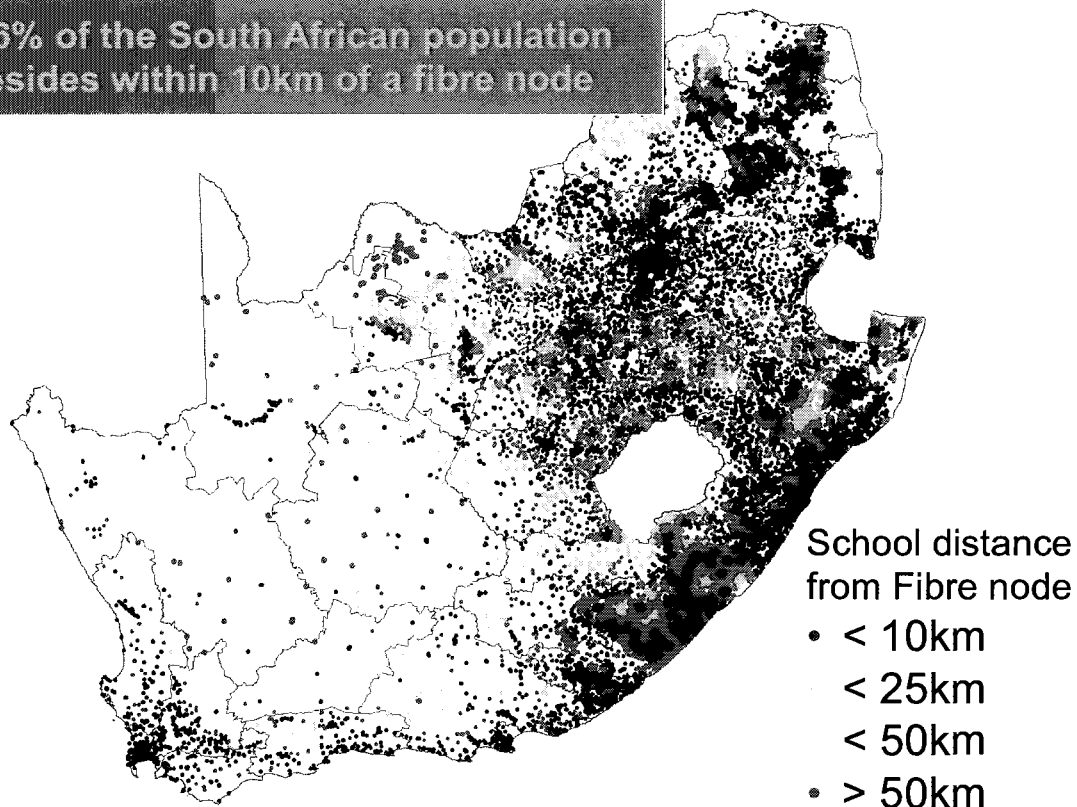 6% of the South African population
esides within 10km of a fibre node
School distance
from Fibre node
• < 10km
< 25km
< 50km
• > 50km